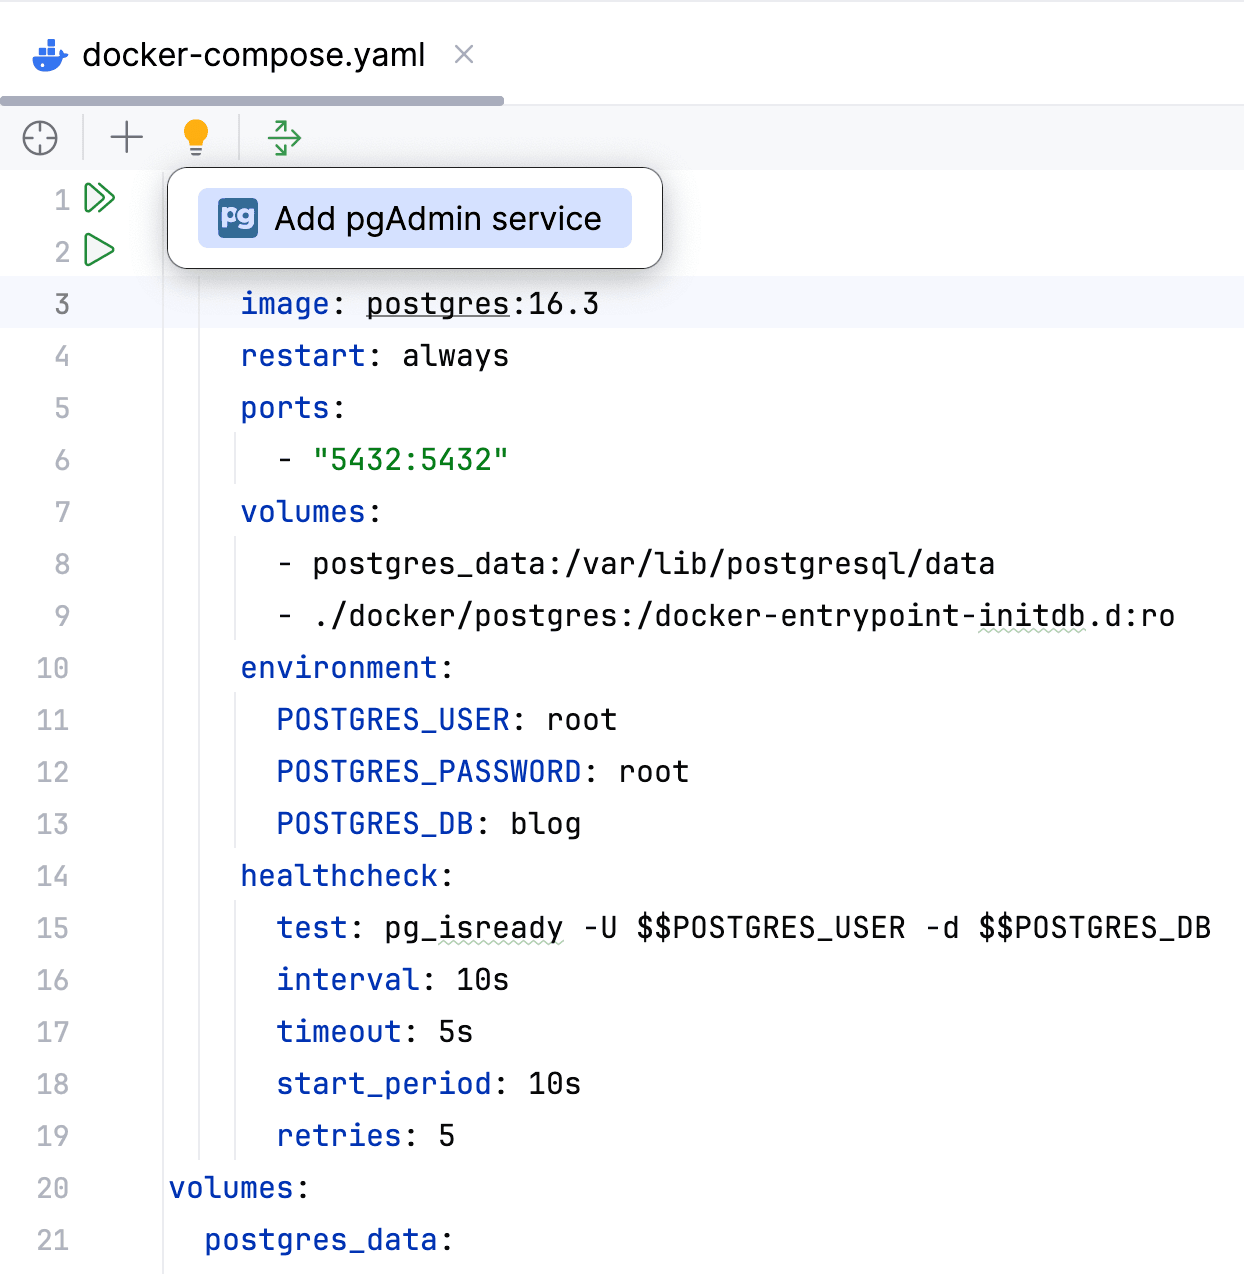 docker-compose.yaml
pg Add pgAdmin service
1
2
3 image: postgres:16.3
4 restart: always
5 ports:
6 - "5432:5432"
7 volumes:
8 - postgres_data:/var/lib/postgresql/data
9 - ./docker/postgres:/docker-entrypoint-initdb.d:ro
10 environment:
11 POSTGRES_USER: root
12 POSTGRES_PASSWORD: root
13 POSTGRES_DB: blog
14 healthcheck:
15 test: pg_isready -U $$POSTGRES_USER -d $$POSTGRES_DB
16 interval: 10s
17 timeout: 5s
18 start_period: 10s
19 retries: 5
20 volumes:
21 postgres_data: